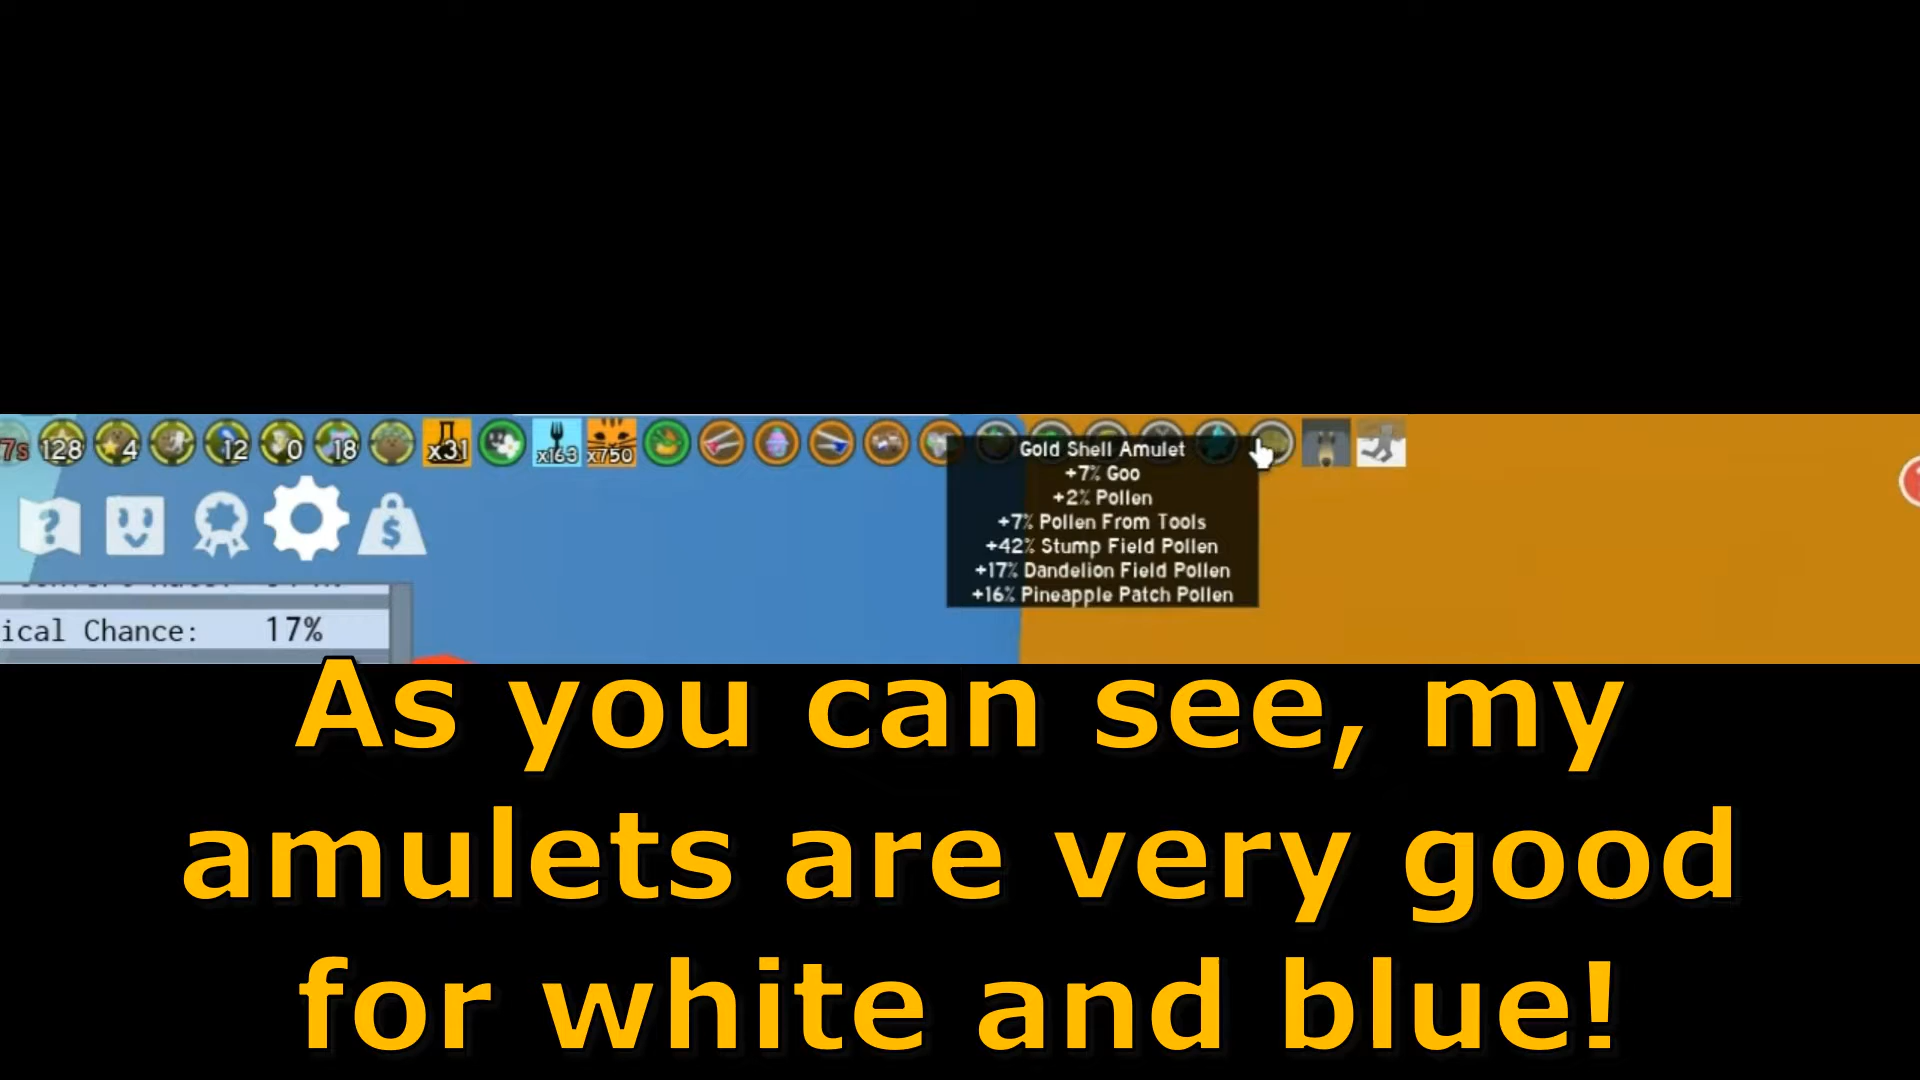 7s 128 4 12 0 18 x31 x163 x750
Gold Shell Amulet
+7% Goo
+2% Pollen
+7% Pollen From Tools
+42% Stump Field Pollen
+17% Dandelion Field Pollen
+16% Pineapple Patch Pollen
ical Chance: 17%
As you can see, my
amulets are very good
for white and blue!